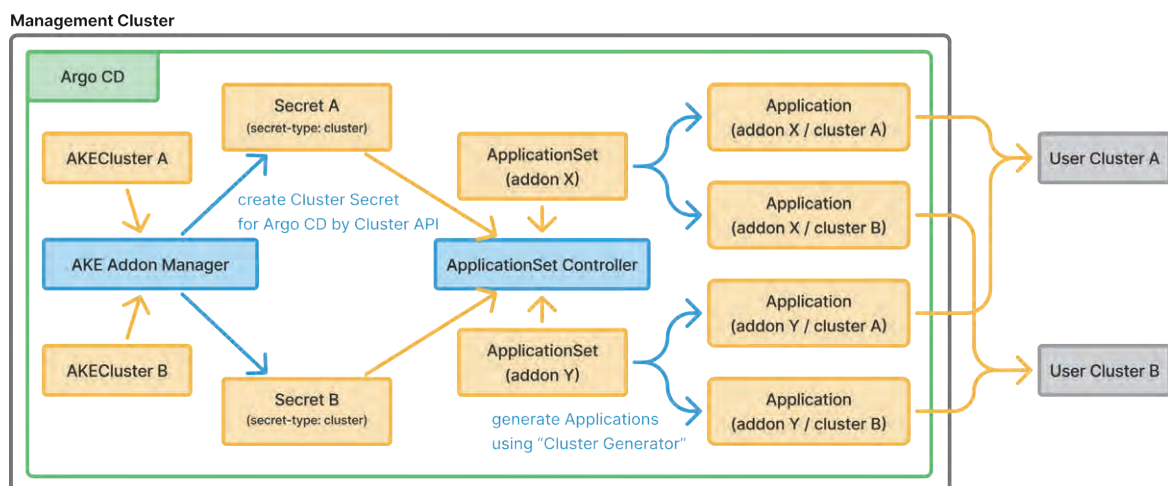 Management Cluster
Argo CD
AKECluster A
AKE Addon Manager
AKECluster B
Secret A
(secret-type: cluster)
create Cluster Secret
for Argo CD by Cluster API
Secret B
(secret-type: cluster)
ApplicationSet
(addon X)
ApplicationSet Controller
ApplicationSet
(addon Y)
generate Applications
using “Cluster Generator”
Application
(addon X / cluster A)
Application
(addon X / cluster B)
Application
(addon Y / cluster A)
Application
(addon Y / cluster B)
User Cluster A
User Cluster B